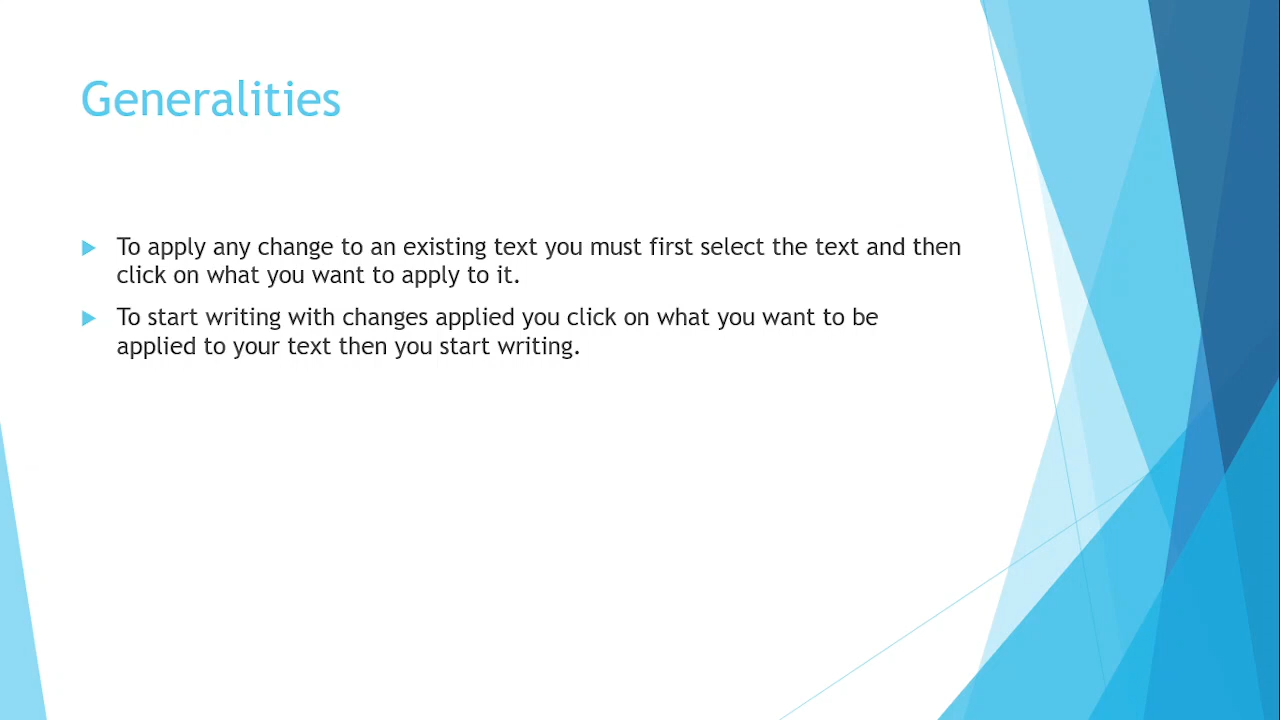 Generalities
To apply any change to an existing text you must first select the text and then
click on what you want to apply to it.
To start writing with changes applied you click on what you want to be
applied to your text then you start writing.